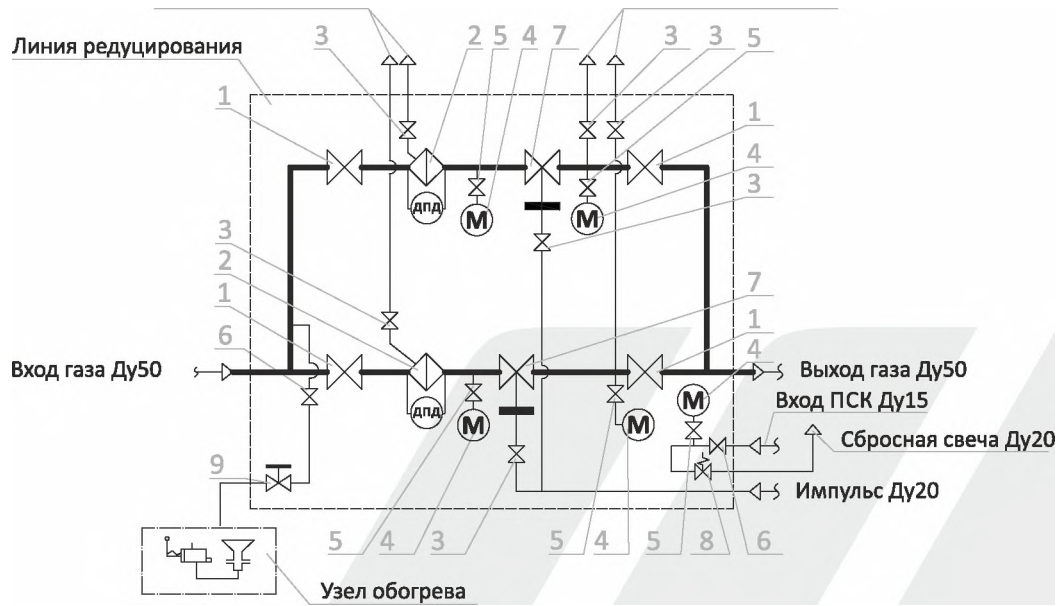 3 2 5 4 7 3 3 5
Линия редуцирования
1 1
4
дпд М М 3
3
2
1 7
6 1
4
Вход газа Ду50 Выход газа Ду50
М Вход ПСК Ду15
дпд М М Сбросная свеча Ду20
9
Импульс Ду20
5 4 3 5 4 5 8 6
Узел обогрева